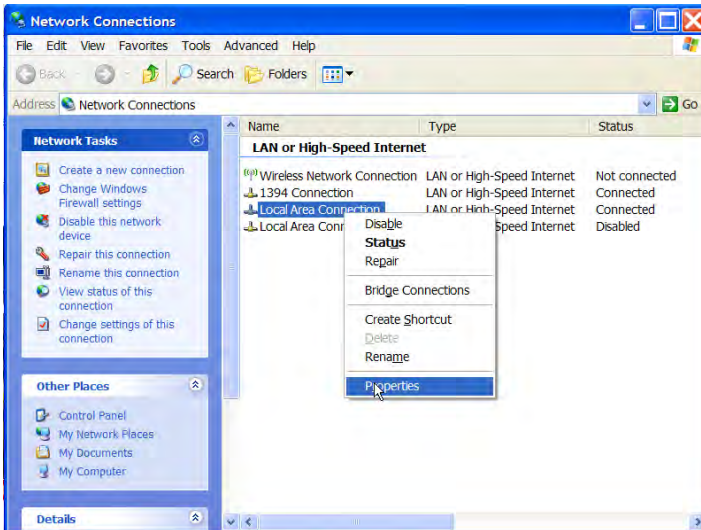 Network Connections
File Edit View Favorites Tools Advanced Help
Back Search Folders
Address Network Connections Go
Network Tasks
Create a new connection
Change Windows
Firewall settings
Disable this network
device
Repair this connection
Rename this connection
View status of this
connection
Change settings of this
connection
Other Places
Control Panel
My Network Places
My Documents
My Computer
Details
Name Type Status
LAN or High-Speed Internet
Wireless Network Connection LAN or High-Speed Internet Not connected
1394 Connection LAN or High-Speed Internet Connected
Local Area Connection LAN or High-Speed Internet Connected
Local Area Conn Speed Internet Disabled
Disable
Status
Repair
Bridge Connections
Create Shortcut
Delete
Rename
Properties